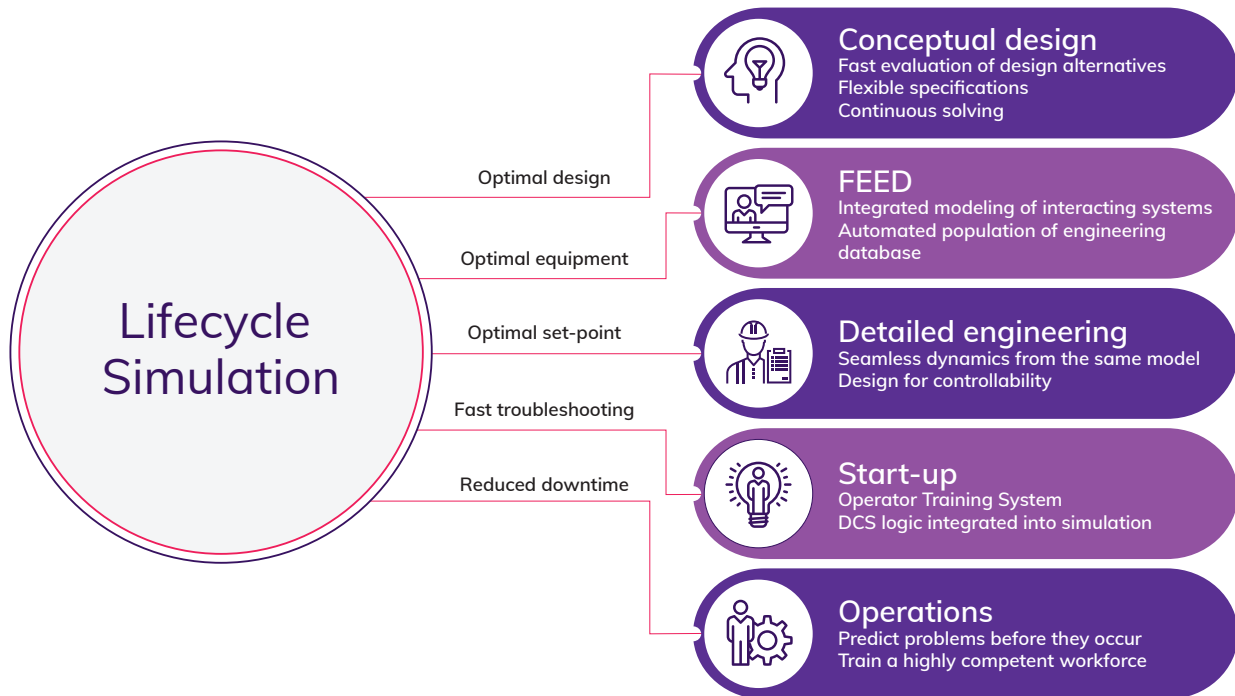 Lifecycle
Simulation
Optimal design
Conceptual design
Fast evaluation of design alternatives
Flexible specifications
Continuous solving
Optimal equipment
FEED
Integrated modeling of interacting systems
Automated population of engineering
database
Optimal set-point
Detailed engineering
Seamless dynamics from the same model
Design for controllability
Fast troubleshooting
Start-up
Operator Training System
DCS logic integrated into simulation
Reduced downtime
Operations
Predict problems before they occur
Train a highly competent workforce